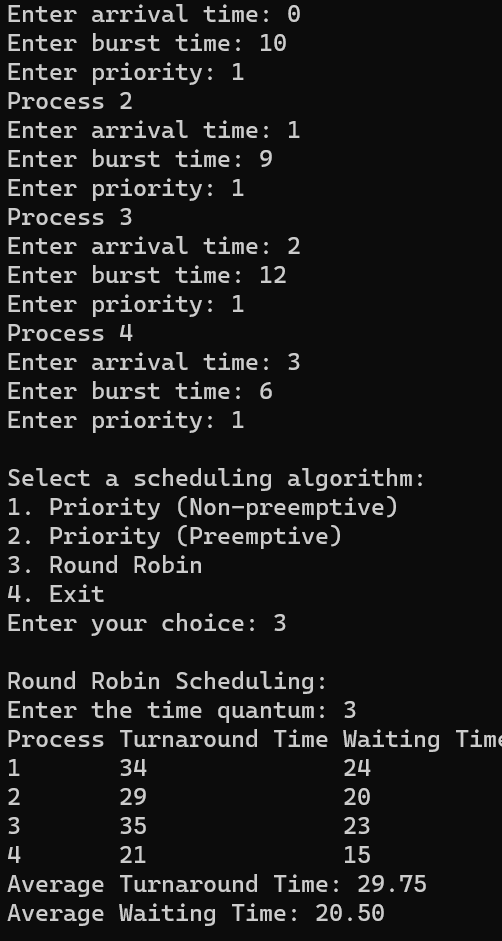 Enter arrival time: 0
Enter burst time: 10
Enter priority: 1
Process 2
Enter arrival time: 1
Enter burst time: 9
Enter priority: 1
Process 3
Enter arrival time: 2
Enter burst time: 12
Enter priority: 1
Process 4
Enter arrival time: 3
Enter burst time: 6
Enter priority: 1
Select a scheduling algorithm:
1. Priority (Non-preemptive)
2. Priority (Preemptive)
3. Round Robin
4. Exit
Enter your choice: 3
Round Robin Scheduling:
Enter the time quantum: 3
Process Turnaround Time Waiting Time
1 34 24
2 29 20
3 35 23
4 21 15
Average Turnaround Time: 29.75
Average Waiting Time: 20.50